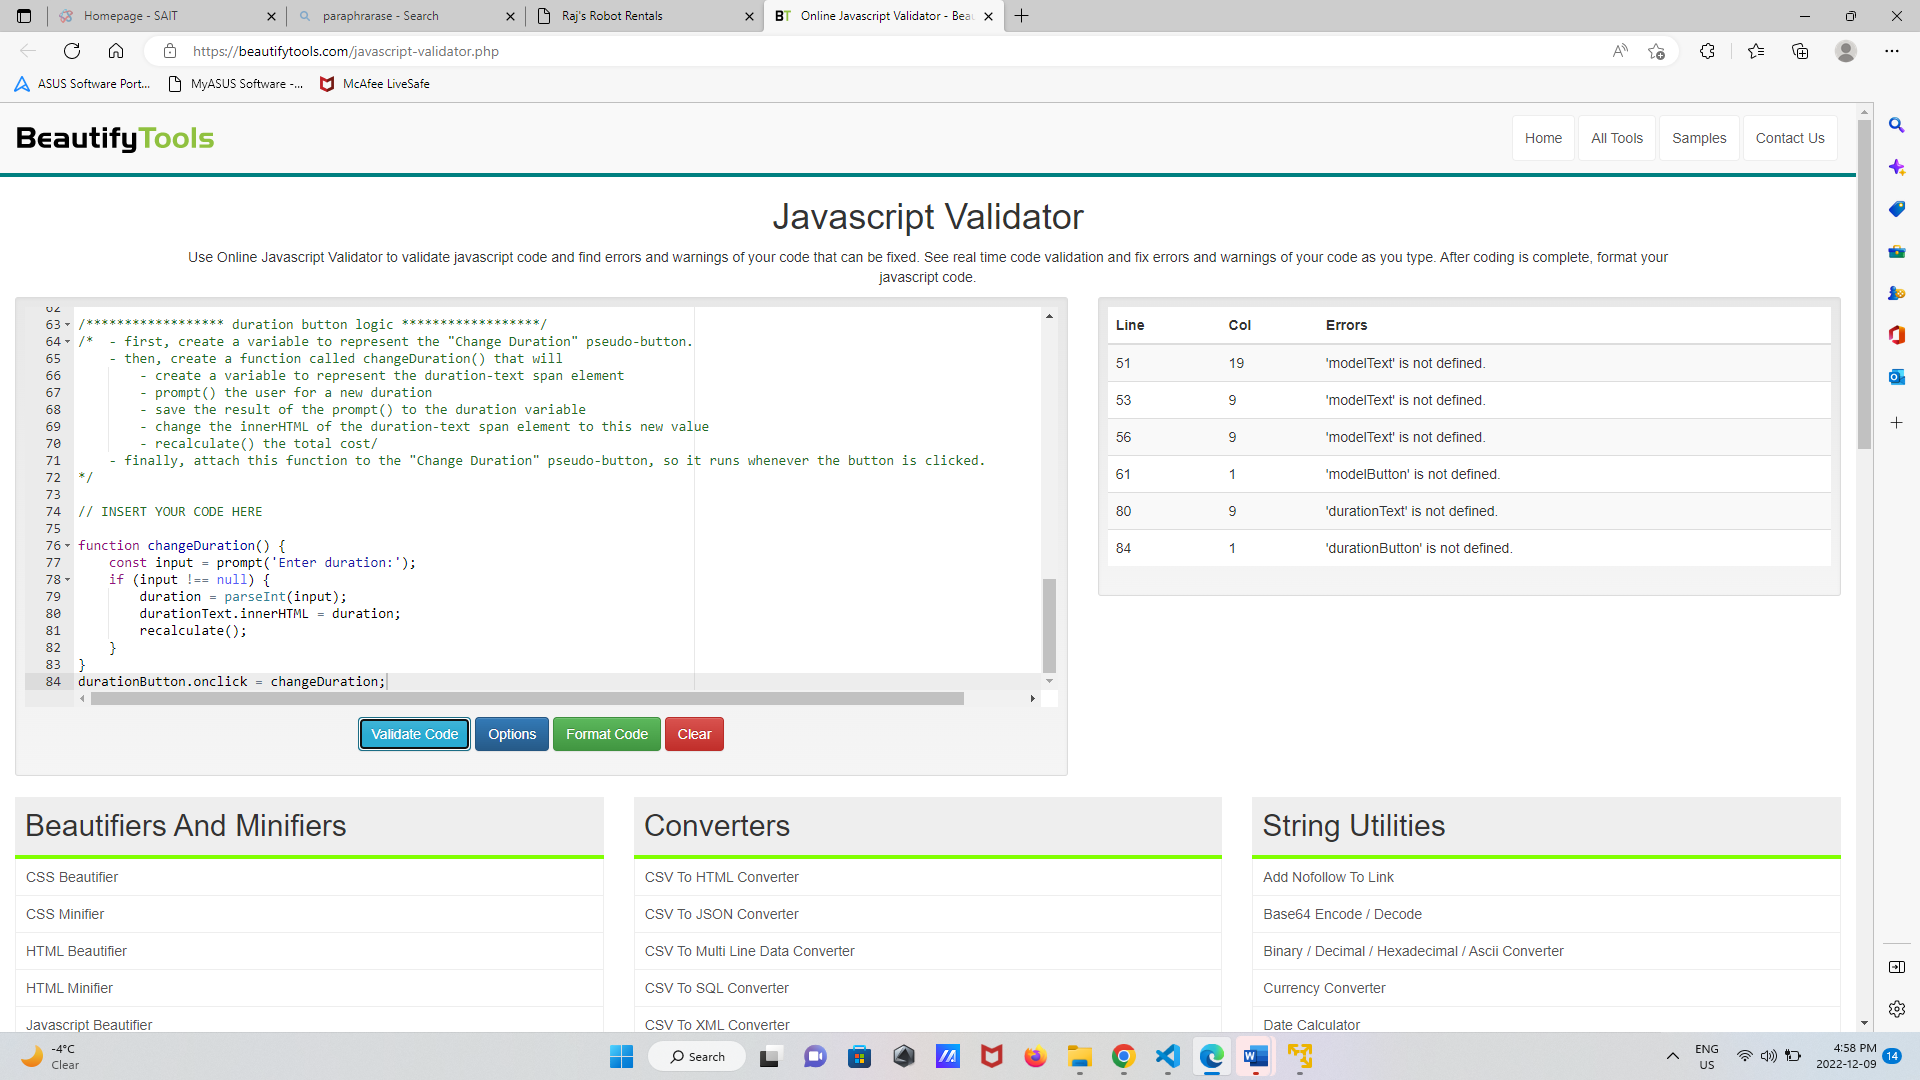 Homepage - SAIT
paraphrarase - Search
Raj's Robot Rentals
BT Online Javascript Validator - Beau
https://beautifytools.com/javascript-validator.php
ASUS Software Port...
MyASUS Software -...
McAfee LiveSafe
BeautifyTools
Home
All Tools
Samples
Contact Us
Javascript Validator
Use Online Javascript Validator to validate javascript code and find errors and warnings of your code that can be fixed. See real time code validation and fix errors and warnings of your code as you type. After coding is complete, format your
javascript code.
62
63 /****************** duration button logic ******************/
64 /*  - first, create a variable to represent the "Change Duration" pseudo-button.
65     - then, create a function called changeDuration() that will
66         - create a variable to represent the duration-text span element
67         - prompt() the user for a new duration
68         - save the result of the prompt() to the duration variable
69         - change the innerHTML of the duration-text span element to this new value
70         - recalculate() the total cost/
71     - finally, attach this function to the "Change Duration" pseudo-button, so it runs whenever the button is clicked.
72 */
73
74 // INSERT YOUR CODE HERE
75
76 function changeDuration() {
77     const input = prompt('Enter duration:');
78     if (input !== null) {
79         duration = parseInt(input);
80         durationText.innerHTML = duration;
81         recalculate();
82     }
83 }
84 durationButton.onclick = changeDuration;
Validate Code
Options
Format Code
Clear
Line Col Errors
51 19 'modelText' is not defined.
53 9 'modelText' is not defined.
56 9 'modelText' is not defined.
61 1 'modelButton' is not defined.
80 9 'durationText' is not defined.
84 1 'durationButton' is not defined.
Beautifiers And Minifiers
CSS Beautifier
CSS Minifier
HTML Beautifier
HTML Minifier
Javascript Beautifier
Converters
CSV To HTML Converter
CSV To JSON Converter
CSV To Multi Line Data Converter
CSV To SQL Converter
CSV To XML Converter
String Utilities
Add Nofollow To Link
Base64 Encode / Decode
Binary / Decimal / Hexadecimal / Ascii Converter
Currency Converter
Date Calculator
-4°C
Clear
Search
ENG
US
4:58 PM
2022-12-09
14